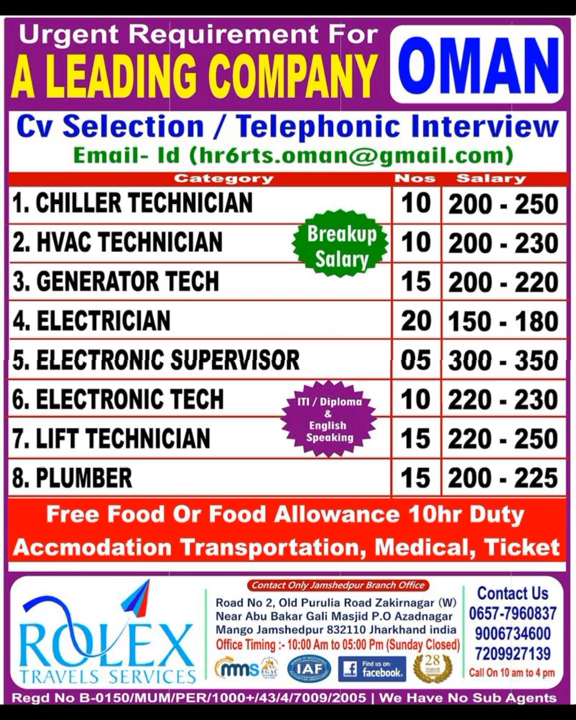 Urgent Requirement For
A LEADING COMPANY
OMAN
Cv Selection / Telephonic Interview
Email- Id (hr6rts.oman@gmail.com)
Category Nos Salary
1. CHILLER TECHNICIAN 10 200 - 250
2. HVAC TECHNICIAN 10 200 - 230
Breakup
Salary
3. GENERATOR TECH 15 200 - 220
4. ELECTRICIAN 20 150 - 180
5. ELECTRONIC SUPERVISOR 05 300 - 350
6. ELECTRONIC TECH 10 220 - 230
ITI / Diploma
&
English
Speaking
7. LIFT TECHNICIAN 15 220 - 250
8. PLUMBER 15 200 - 225
Free Food Or Food Allowance 10hr Duty
Accmodation Transportation, Medical, Ticket
ROLEX
TRAVELS SERVICES
Contact Only Jamshedpur Branch Office
Road No 2, Old Purulia Road Zakirnagar (W)
Near Abu Bakar Gali Masjid P.O Azadnagar
Mango Jamshedpur 832110 Jharkhand india
Office Timing :- 10:00 Am to 05:00 Pm (Sunday Closed)
IAF
Find us on
facebook.
28
Contact Us
0657-7960837
9006734600
7209927139
Call On 10 am to 4 pm
Regd No B-0150/MUM/PER/1000+/43/4/7009/2005 | We Have No Sub Agents